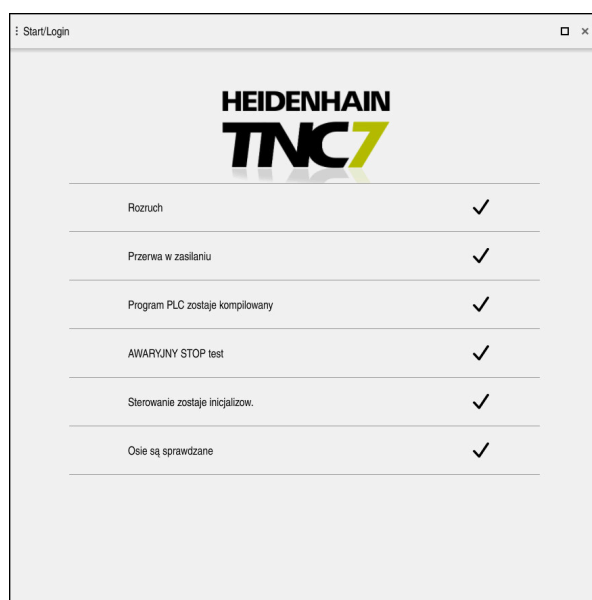 Start/Login
HEIDENHAIN
TNC7
Rozruch
Przerwa w zasilaniu
Program PLC zostaje kompilowany
AWARYJNY STOP test
Sterowanie zostaje inicjalizow.
Osie są sprawdzane